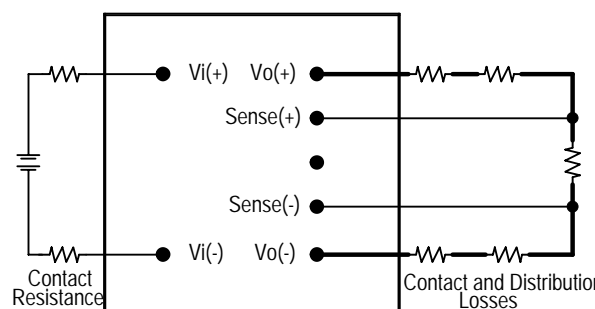 Vi(+) Vo(+)
Sense(+)
Sense(-)
Vi(-) Vo(-)
Contact
Resistance
Contact and Distribution
Losses